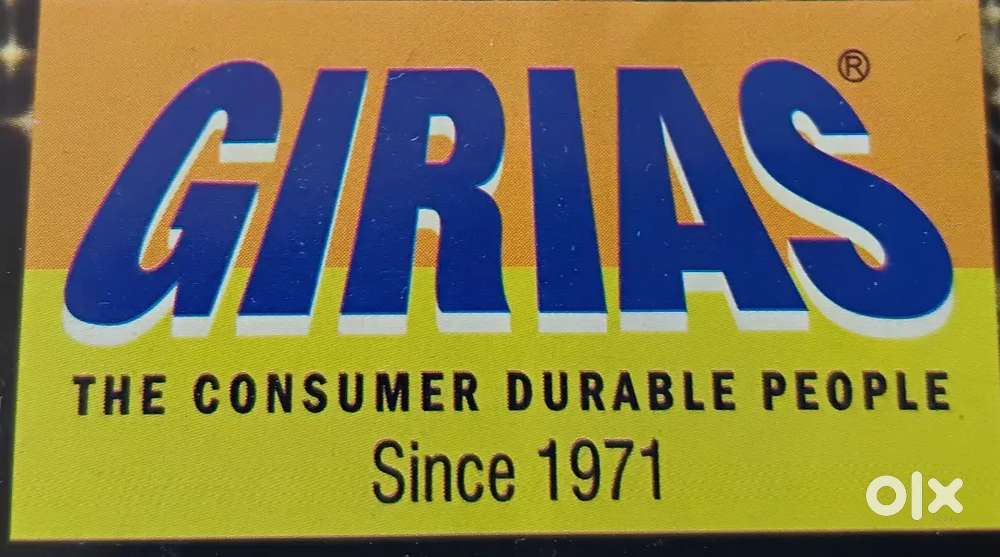 GIRIAS®
THE CONSUMER DURABLE PEOPLE
Since 1971
olx